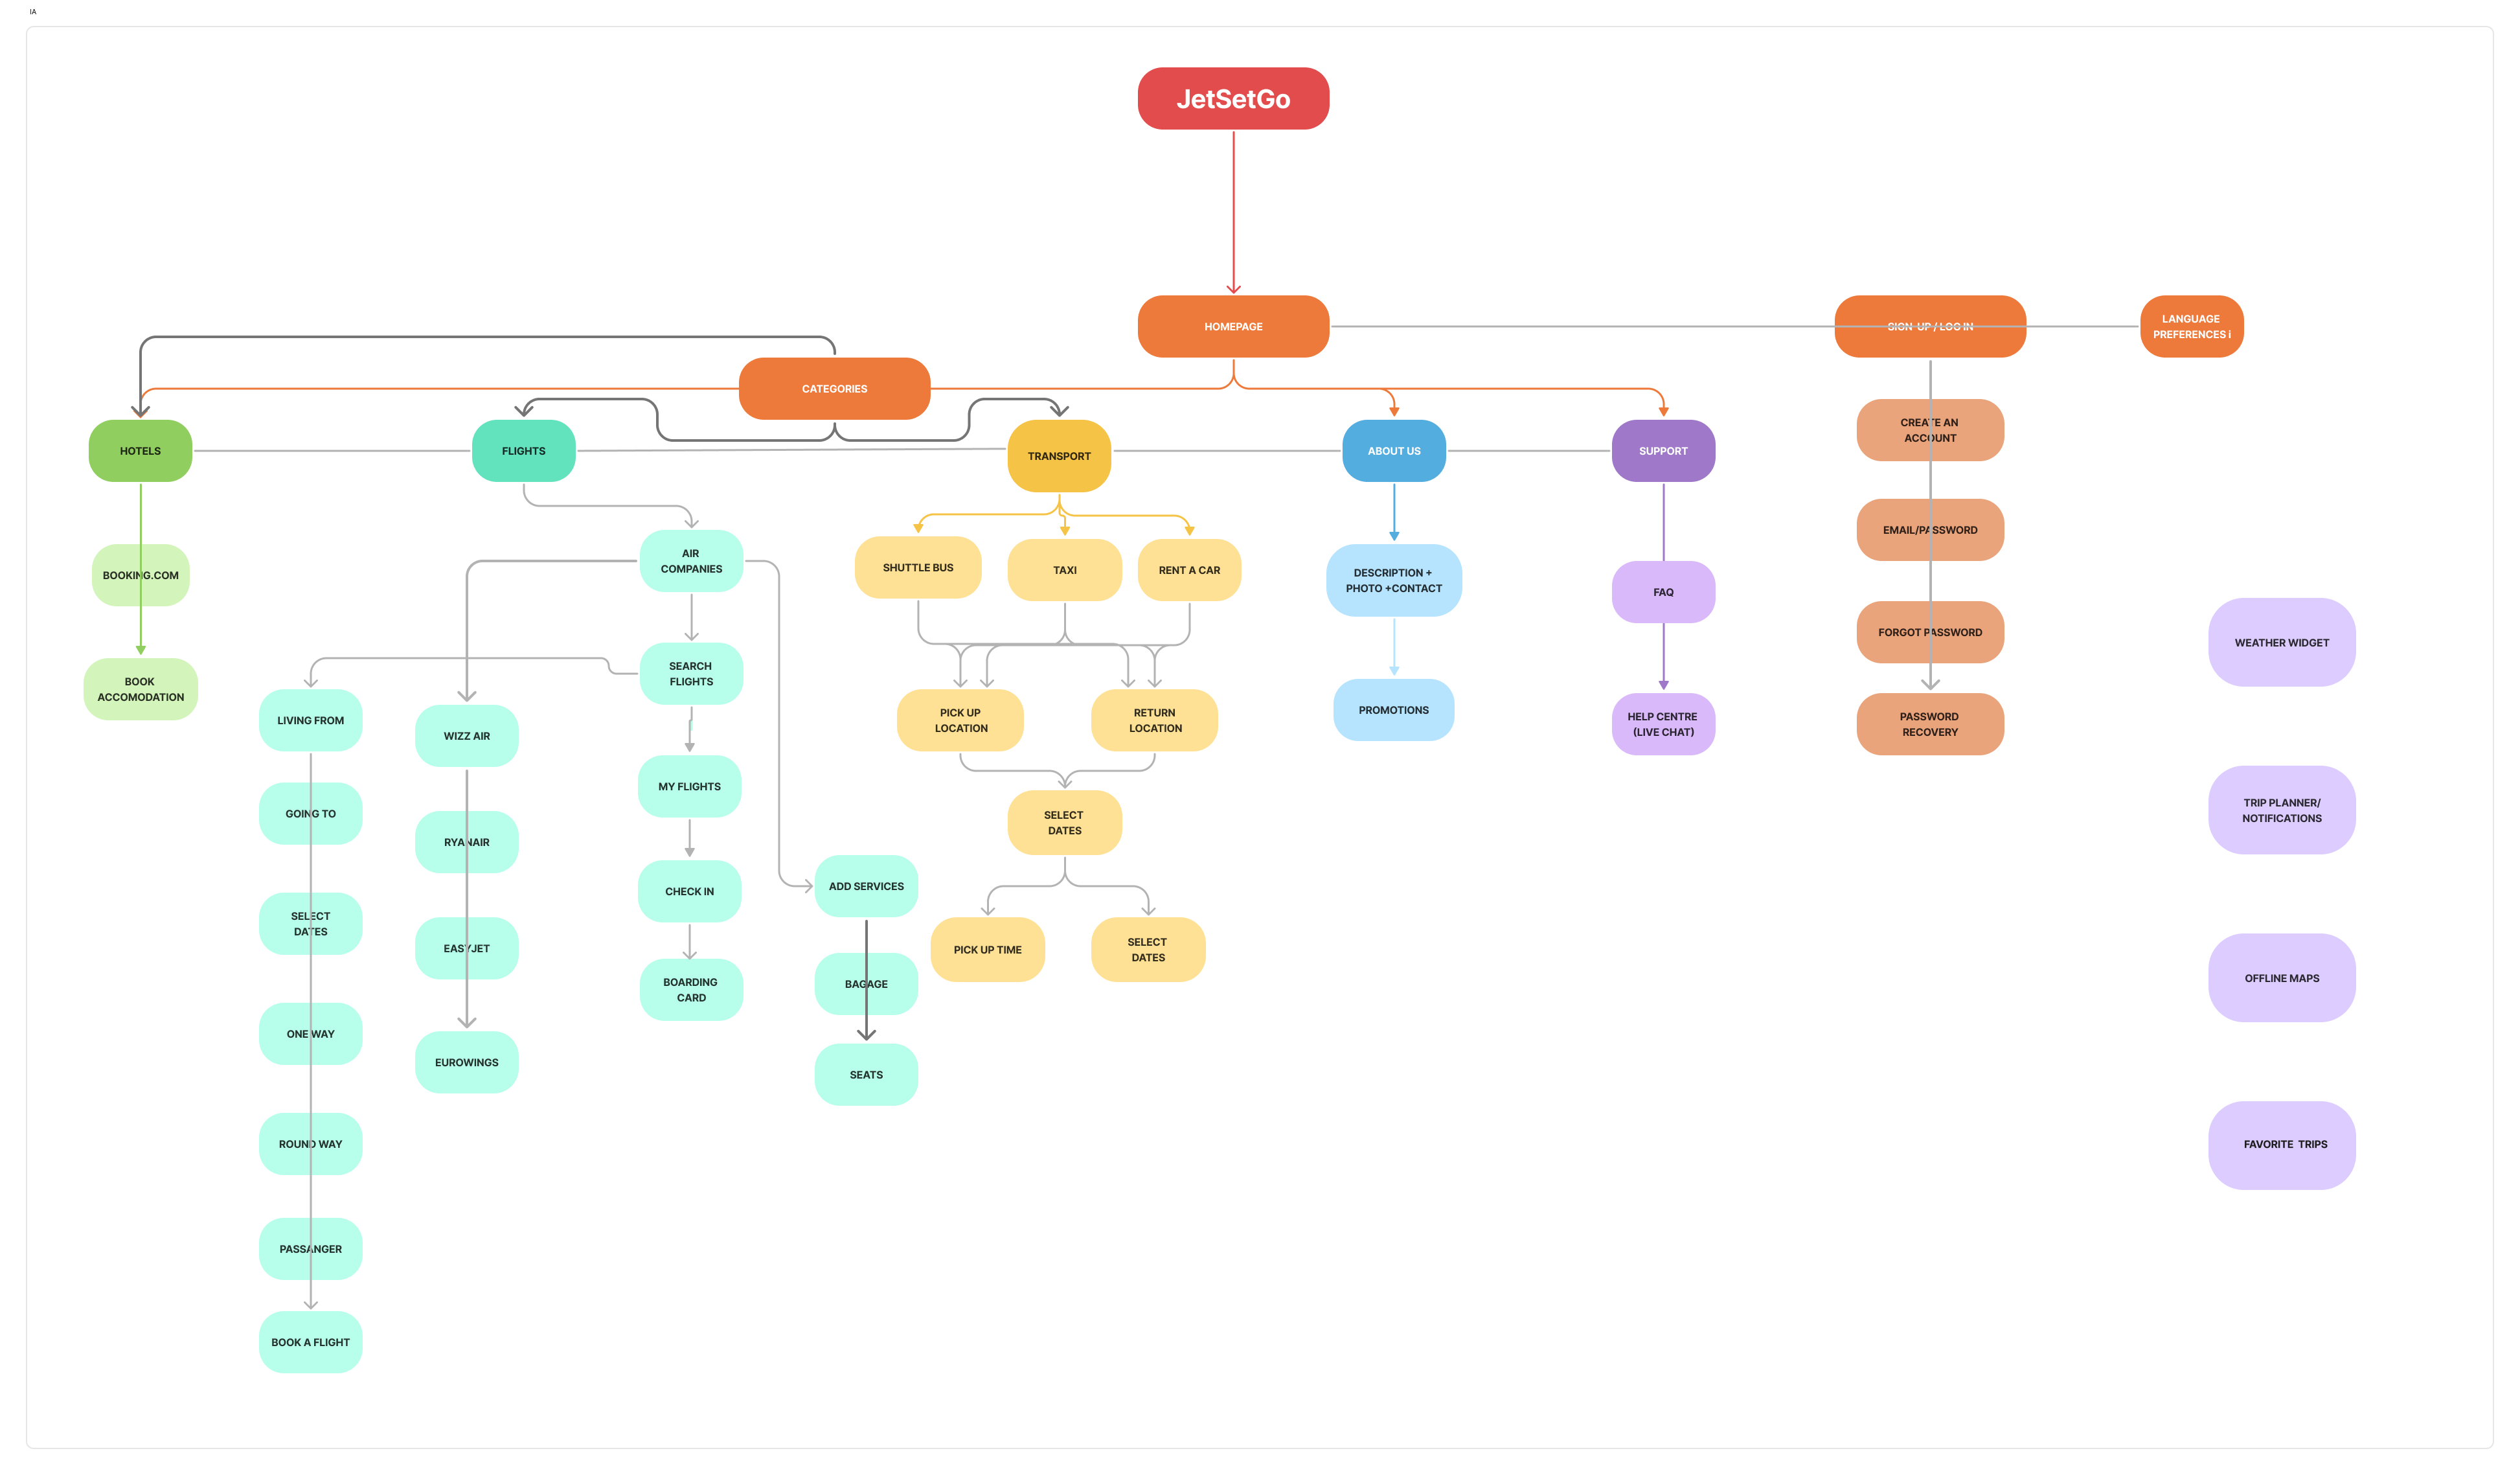 IA
JetSetGo
HOMEPAGE
SIGN-UP / LOG IN
LANGUAGE
PREFERENCES i
CATEGORIES
HOTELS
FLIGHTS
TRANSPORT
ABOUT US
SUPPORT
BOOKING.COM
BOOK
ACCOMODATION
AIR
COMPANIES
SEARCH
FLIGHTS
MY FLIGHTS
CHECK IN
BOARDING
CARD
LIVING FROM
GOING TO
SELECT
DATES
ONE WAY
ROUND WAY
PASSANGER
BOOK A FLIGHT
WIZZ AIR
RYANAIR
EASYJET
EUROWINGS
ADD SERVICES
BAGAGE
SEATS
SHUTTLE BUS
TAXI
RENT A CAR
PICK UP
LOCATION
RETURN
LOCATION
SELECT
DATES
PICK UP TIME
SELECT
DATES
DESCRIPTION +
PHOTO +CONTACT
PROMOTIONS
FAQ
HELP CENTRE
(LIVE CHAT)
CREATE AN
ACCOUNT
EMAIL/PASSWORD
FORGOT PASSWORD
PASSWORD
RECOVERY
WEATHER WIDGET
TRIP PLANNER/
NOTIFICATIONS
OFFLINE MAPS
FAVORITE TRIPS